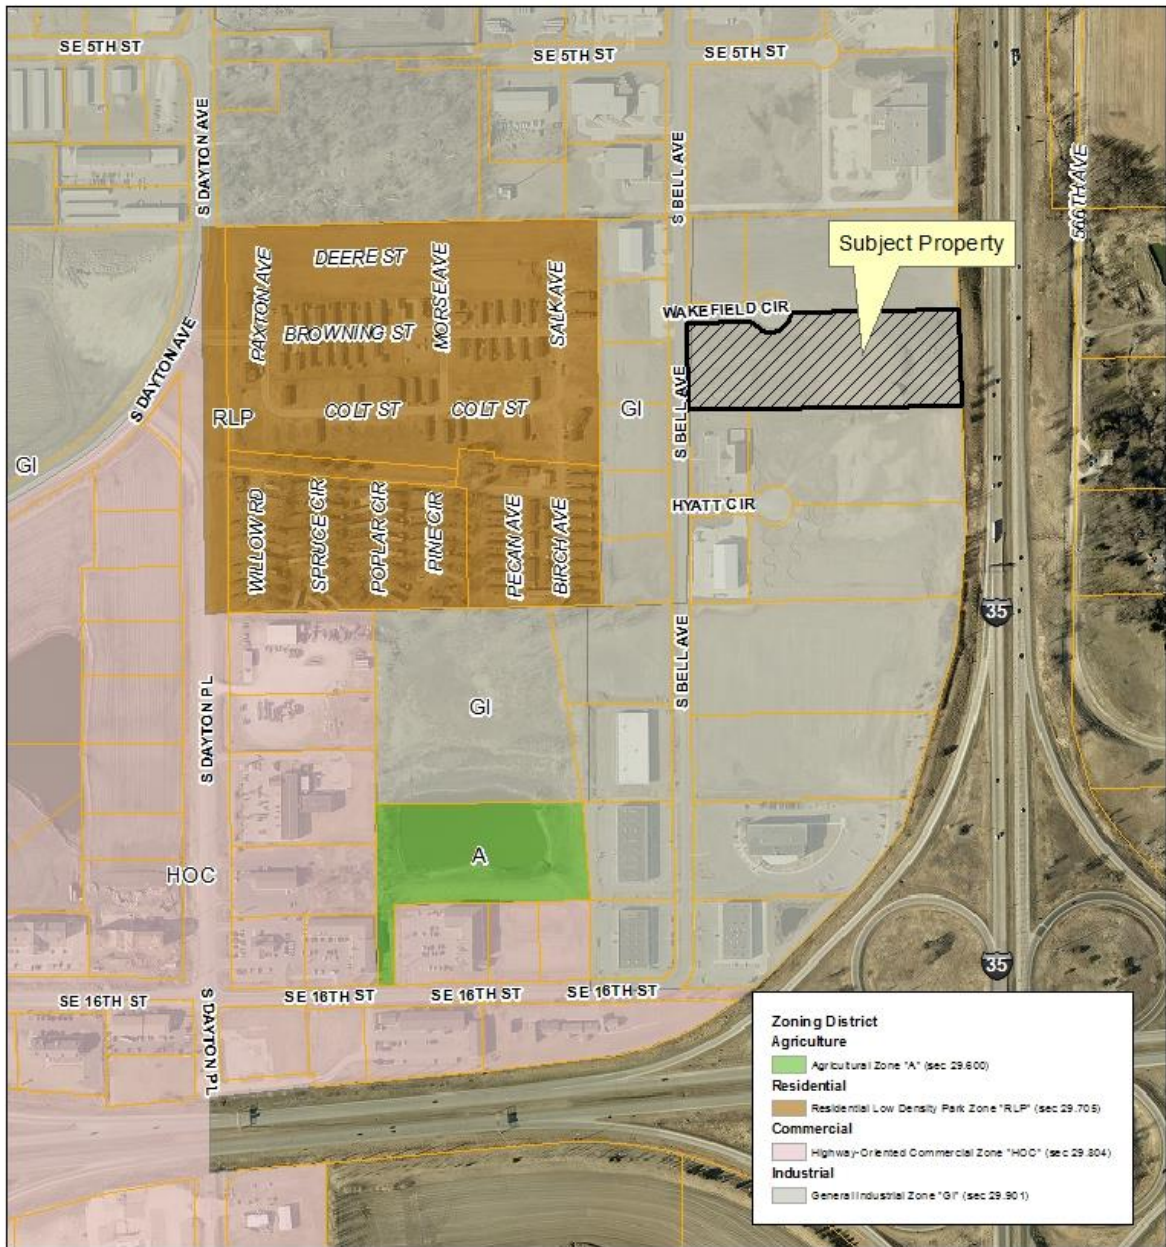 SE 5TH ST
SE 5TH ST
SE 5TH ST
S DAYTON AVE
S BELL AVE
566TH AVE
Subject Property
DEERE ST
PAXTON AVE
MORSE AVE
SALK AVE
BROWNING ST
WAKEFIELD CIR
S DAYTON AVE
COLT ST
COLT ST
RLP
GI
S BELL AVE
GI
HYATT CIR
WILLOW RD
SPRUCE CIR
POPLAR CIR
PINE CIR
PECAN AVE
BIRCH AVE
35
S BELL AVE
GI
S DAYTON PL
A
HOC
35
SE 16TH ST
SE 16TH ST
SE 16TH ST
SE 16TH ST
S DAYTON PL
Zoning District
Agriculture
Agricultural Zone "A" (sec 29.600)
Residential
Residential Low Density Park Zone "RLP" (sec 29.705)
Commercial
Highway-Oriented Commercial Zone "HOC" (sec 29.804)
Industrial
General Industrial Zone "GI" (sec 29.901)